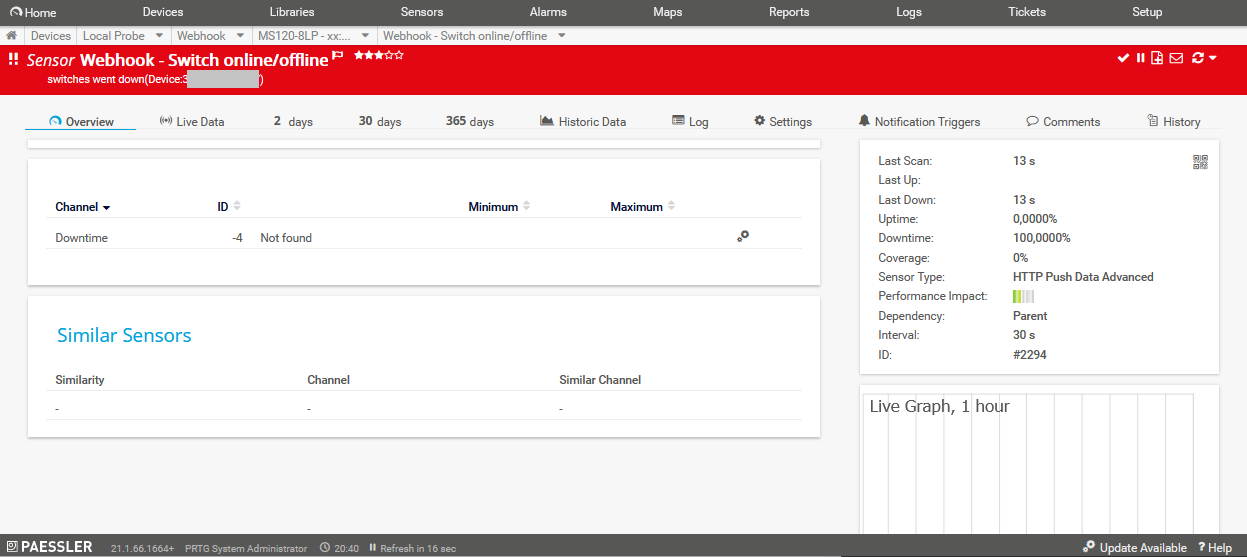 Home Devices Libraries Sensors Alarms Maps Reports Logs Tickets Setup
Devices Local Probe Webhook MS120-8LP - xx:... Webhook - Switch online/offline
!! Sensor Webhook - Switch online/offline
switches went down(Device:3 )
Overview Live Data 2 days 30 days 365 days Historic Data Log Settings Notification Triggers Comments History
Channel ID Minimum Maximum
Downtime -4 Not found
Similar Sensors
Similarity Channel Similar Channel
- - -
Last Scan: 13 s
Last Up:
Last Down: 13 s
Uptime: 0,0000%
Downtime: 100,0000%
Coverage: 0%
Sensor Type: HTTP Push Data Advanced
Performance Impact:
Dependency: Parent
Interval: 30 s
ID: #2294
Live Graph, 1 hour
PAESSLER 21.1.66.1664+ PRTG System Administrator 20:40 Refresh in 16 sec Update Available ? Help